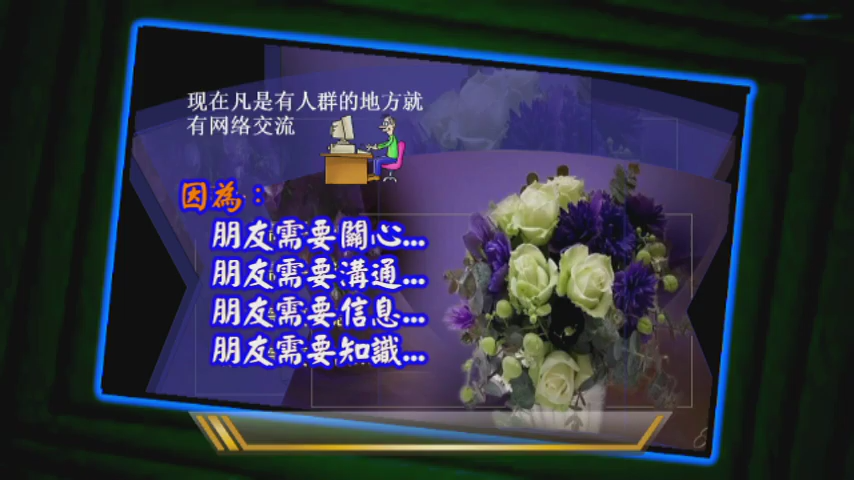 现在凡是有人群的地方就
有网络交流
因為：
朋友需要關心...
朋友需要溝通...
朋友需要信息...
朋友需要知識...